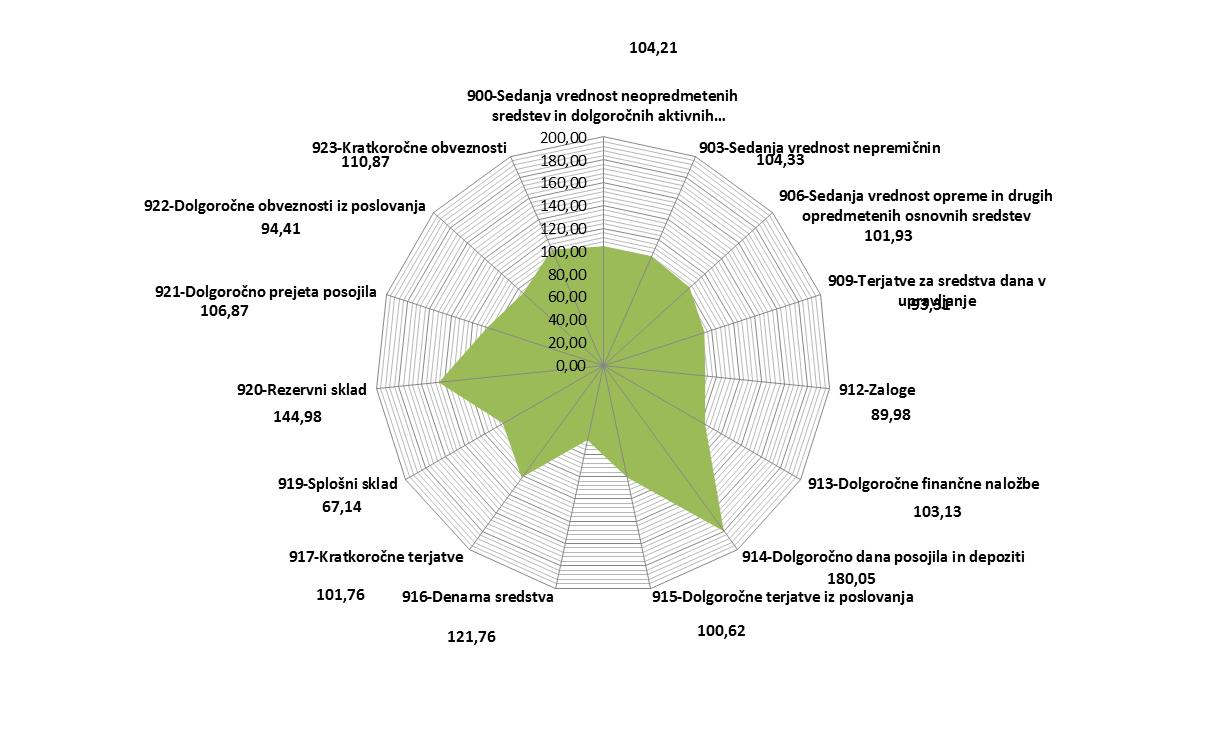 104,21
900-Sedanja vrednost neopredmetenih
sredstev in dolgoročnih aktivnih...
903-Sedanja vrednost nepremičnin
104,33
906-Sedanja vrednost opreme in drugih
opredmetenih osnovnih sredstev
101,93
909-Terjatve za sredstva dana v
upravljanje
912-Zaloge
89,98
913-Dolgoročne finančne naložbe
103,13
914-Dolgoročno dana posojila in depoziti
180,05
915-Dolgoročne terjatve iz poslovanja
100,62
916-Denarna sredstva
121,76
917-Kratkoročne terjatve
101,76
919-Splošni sklad
67,14
920-Rezervni sklad
144,98
921-Dolgoročno prejeta posojila
106,87
922-Dolgoročne obveznosti iz poslovanja
94,41
923-Kratkoročne obveznosti
110,87
200,00
180,00
160,00
140,00
120,00
100,00
80,00
60,00
40,00
20,00
0,00